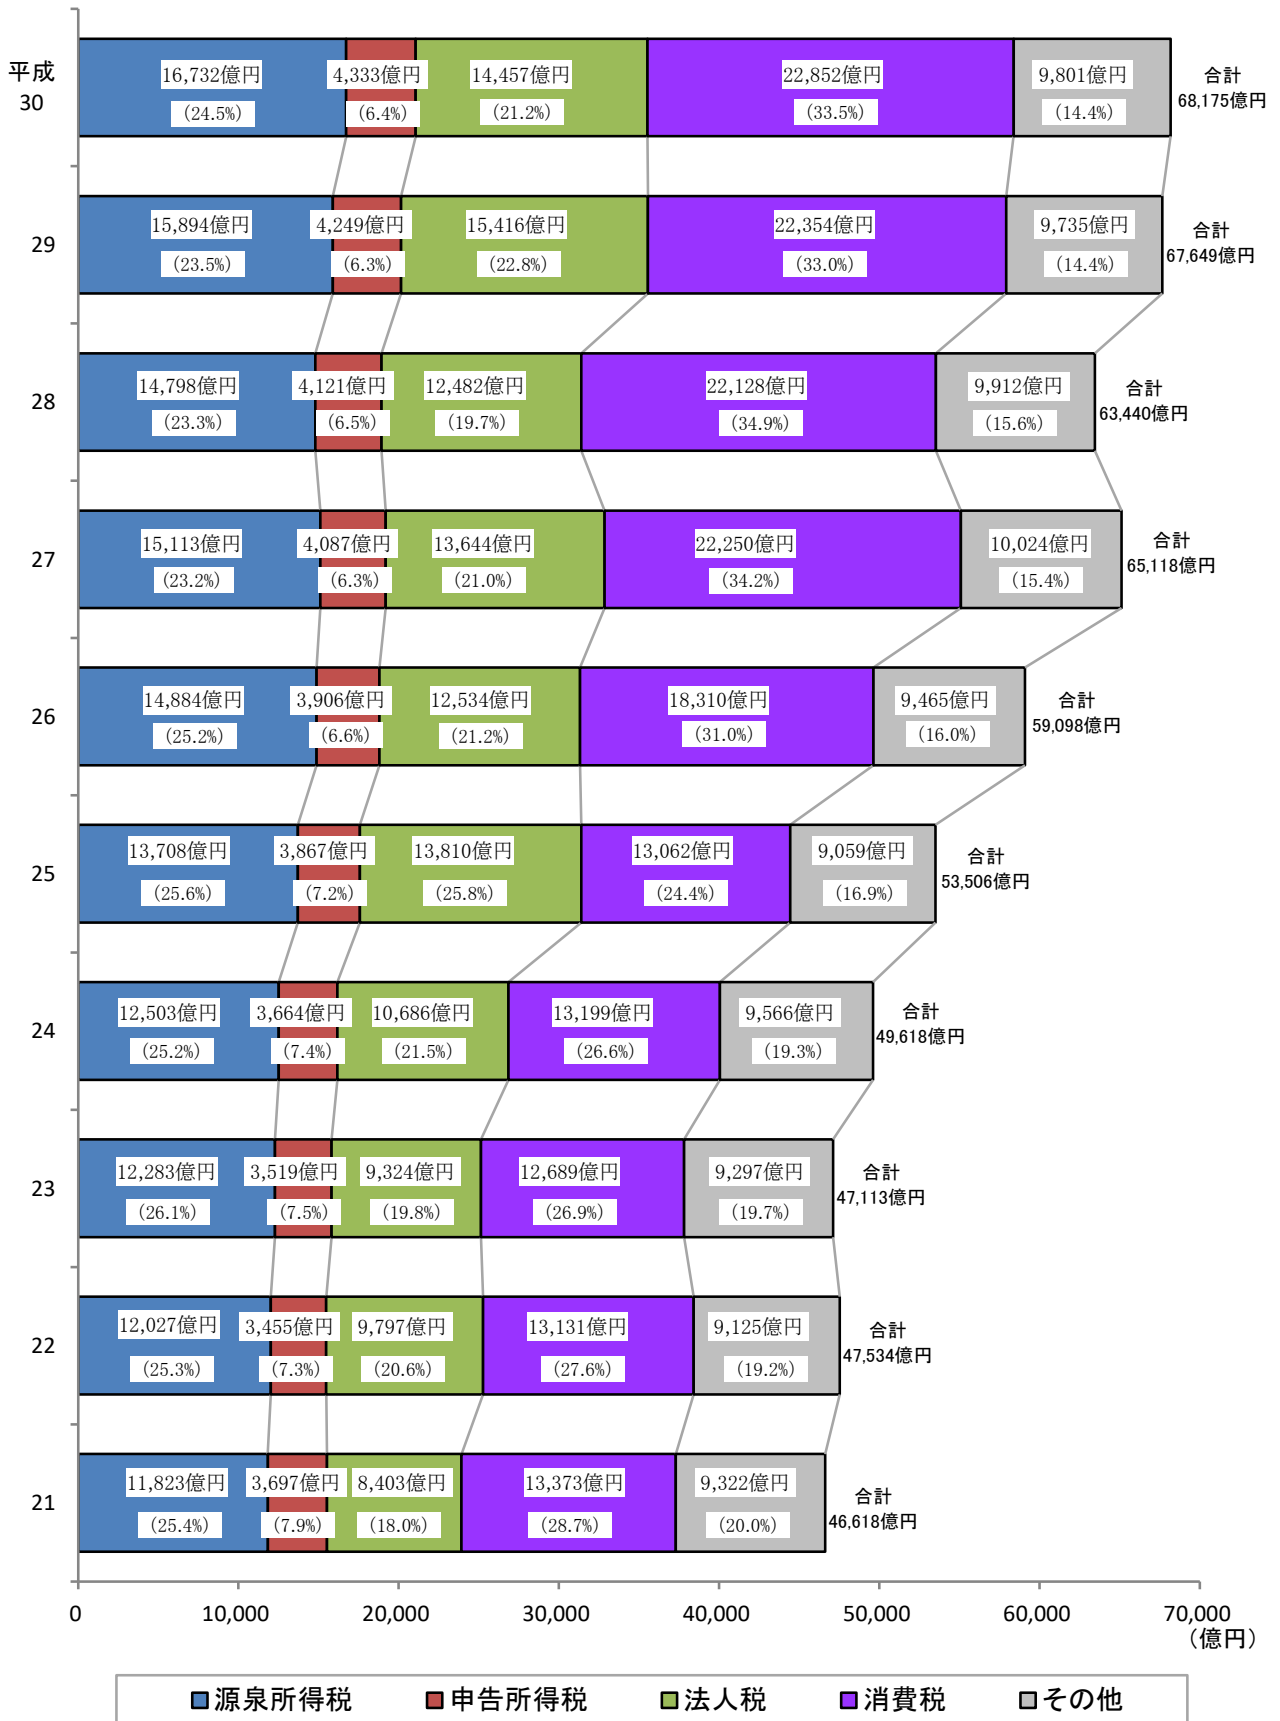 16,732億円 4,333億円 14,457億円 22,852億円 9,801億円 合計
平成
30
(24.5%) (6.4%) (21.2%) (33.5%) (14.4%) 68,175億円
15,894億円 4,249億円 15,416億円 22,354億円 9,735億円 合計
29
(23.5%) (6.3%) (22.8%) (33.0%) (14.4%) 67,649億円
14,798億円 4,121億円 12,482億円 22,128億円 9,912億円 合計
28
(23.3%) (6.5%) (19.7%) (34.9%) (15.6%) 63,440億円
15,113億円 4,087億円 13,644億円 22,250億円 10,024億円 合計
27
(23.2%) (6.3%) (21.0%) (34.2%) (15.4%) 65,118億円
14,884億円 3,906億円 12,534億円 18,310億円 9,465億円 合計
26
(25.2%) (6.6%) (21.2%) (31.0%) (16.0%) 59,098億円
13,708億円 3,867億円 13,810億円 13,062億円 9,059億円 合計
25
(25.6%) (7.2%) (25.8%) (24.4%) (16.9%) 53,506億円
12,503億円 3,664億円 10,686億円 13,199億円 9,566億円 合計
24
(25.2%) (7.4%) (21.5%) (26.6%) (19.3%) 49,618億円
12,283億円 3,519億円 9,324億円 12,689億円 9,297億円 合計
23
(26.1%) (7.5%) (19.8%) (26.9%) (19.7%) 47,113億円
12,027億円 3,455億円 9,797億円 13,131億円 9,125億円 合計
22
(25.3%) (7.3%) (20.6%) (27.6%) (19.2%) 47,534億円
11,823億円 3,697億円 8,403億円 13,373億円 9,322億円 合計
21
(25.4%) (7.9%) (18.0%) (28.7%) (20.0%) 46,618億円
0 10,000 20,000 30,000 40,000 50,000 60,000 70,000
(億円)
源泉所得税 申告所得税 法人税 消費税 その他